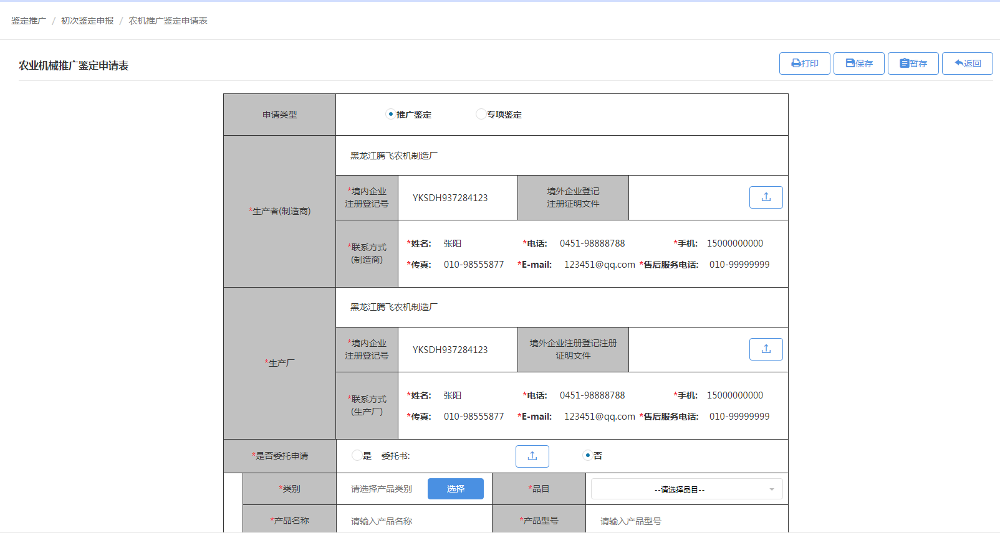 鉴定推广 / 初次鉴定申报 / 农机推广鉴定申请表
农业机械推广鉴定申请表
打印 保存 暂存 返回
申请类型 推广鉴定 专项鉴定
*生产者(制造商)
黑龙江腾飞农机制造厂
*境内企业
注册登记号
YKSDH937284123
境外企业登记
注册证明文件
*联系方式
(制造商)
*姓名: 张阳 *电话: 0451-98888788 *手机: 15000000000
*传真: 010-98555877 *E-mail: 123451@qq.com *售后服务电话: 010-99999999
*生产厂
黑龙江腾飞农机制造厂
*境内企业
注册登记号
YKSDH937284123
境外企业注册登记注册
证明文件
*联系方式
(生产厂)
*姓名: 张阳 *电话: 0451-98888788 *手机: 15000000000
*传真: 010-98555877 *E-mail: 123451@qq.com *售后服务电话: 010-99999999
*是否委托申请 是 委托书: 否
*类别 请选择产品类别 选择 *品目 --请选择品目--
*产品名称 请输入产品名称 *产品型号 请输入产品型号